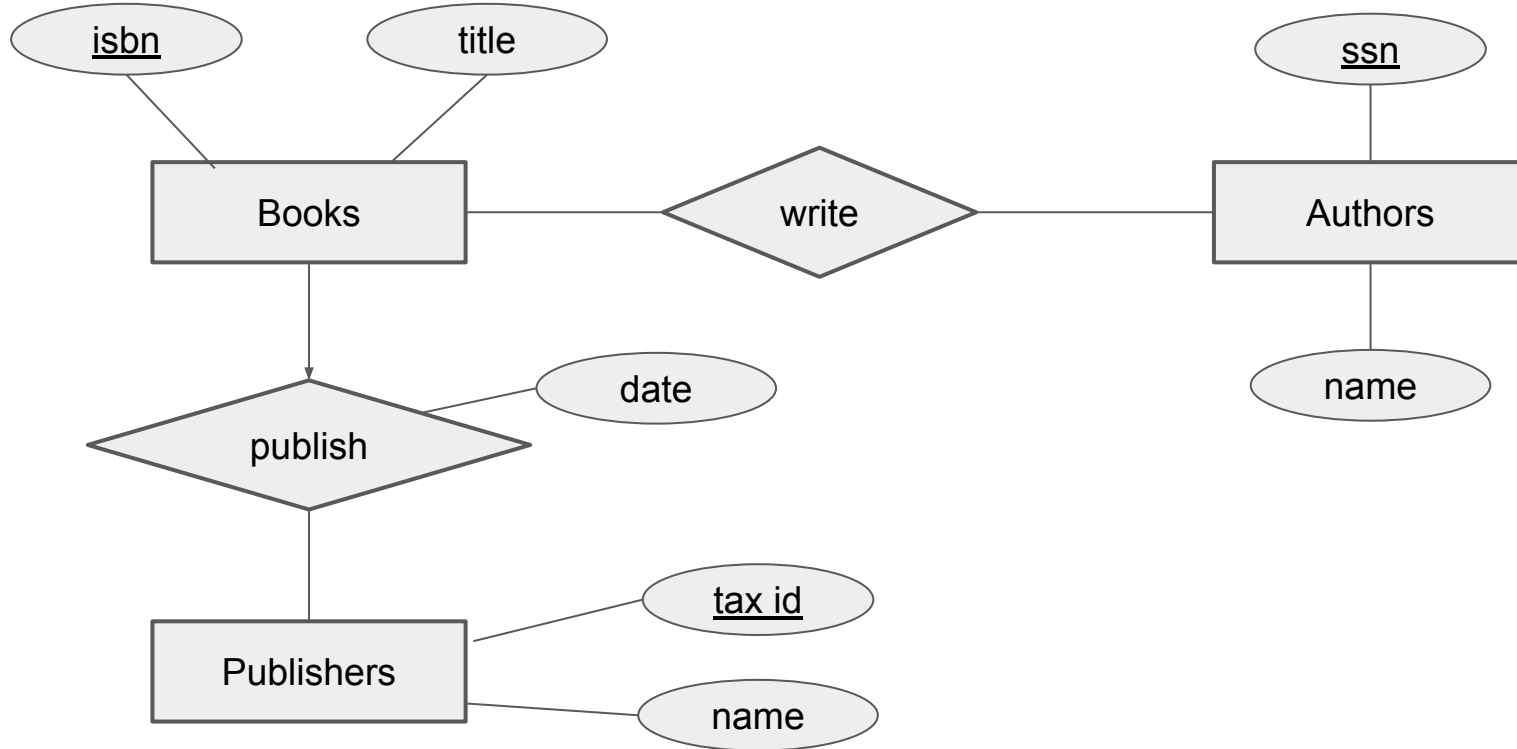 isbn
title
ssn
Books
write
Authors
date
name
publish
tax id
Publishers
name